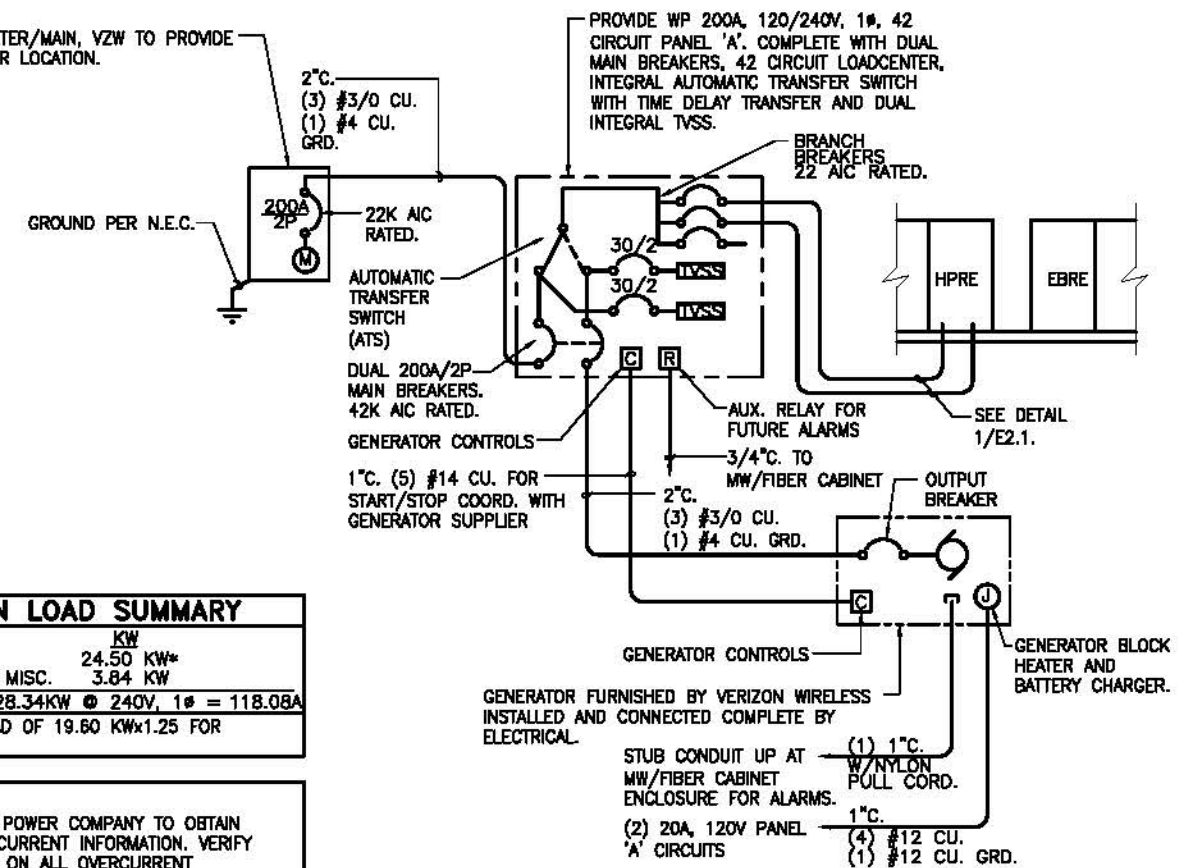 TER/MAIN, VZW TO PROVIDE
R LOCATION.
2"C.
(3) #3/0 CU.
(1) #4 CU.
GRD.
PROVIDE WP 200A, 120/240V, 1ø, 42
CIRCUIT PANEL 'A'. COMPLETE WITH DUAL
MAIN BREAKERS, 42 CIRCUIT LOADCENTER,
INTEGRAL AUTOMATIC TRANSFER SWITCH
WITH TIME DELAY TRANSFER AND DUAL
INTEGRAL TVSS.
BRANCH
BREAKERS
22 AIC RATED.
200A
2P
M
22K AIC
RATED.
GROUND PER N.E.C.
AUTOMATIC
TRANSFER
SWITCH
(ATS)
30/2
TVSS
30/2
TVSS
HPRE
EBRE
DUAL 200A/2P
MAIN BREAKERS.
42K AIC RATED.
C
R
GENERATOR CONTROLS
AUX. RELAY FOR
FUTURE ALARMS
SEE DETAIL
1/E2.1.
3/4"C. TO
MW/FIBER CABINET
1"C. (5) #14 CU. FOR
START/STOP COORD. WITH
GENERATOR SUPPLIER
2"C.
(3) #3/0 CU.
(1) #4 CU. GRD.
OUTPUT
BREAKER
C
J
GENERATOR CONTROLS
GENERATOR BLOCK
HEATER AND
BATTERY CHARGER.
N LOAD SUMMARY
KW
24.50 KW*
MISC. 3.84 KW
28.34KW @ 240V, 1ø = 118.08A
D OF 19.60 KWx1.25 FOR
GENERATOR FURNISHED BY VERIZON WIRELESS
INSTALLED AND CONNECTED COMPLETE BY
ELECTRICAL.
STUB CONDUIT UP AT
MW/FIBER CABINET
ENCLOSURE FOR ALARMS.
(1) 1"C.
W/NYLON
PULL CORD.
(2) 20A, 120V PANEL
'A' CIRCUITS
1"C.
(4) #12 CU.
(1) #12 CU. GRD.
POWER COMPANY TO OBTAIN
CURRENT INFORMATION. VERIFY
ON ALL OVERCURRENT